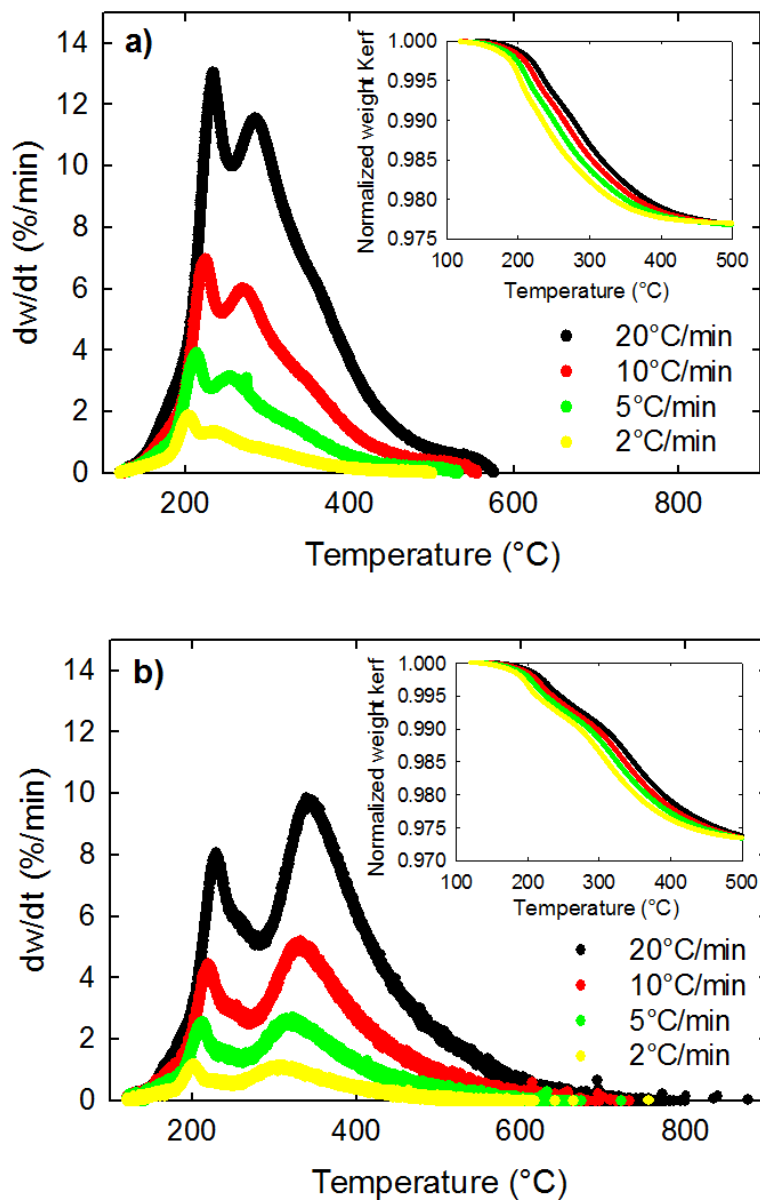 a)
14
12
10
8
6
4
2
0
dw/dt (%/min)
200 400 600 800
Temperature (°C)
1.000
0.995
0.990
0.985
0.980
0.975
Normalized weight Kerf
100 200 300 400 500
Temperature (°C)
20°C/min
10°C/min
5°C/min
2°C/min
b)
14
12
10
8
6
4
2
0
dw/dt (%/min)
200 400 600 800
Temperature (°C)
1.000
0.995
0.990
0.985
0.980
0.975
0.970
Normalized weight Kerf
100 200 300 400 500
Temperature (°C)
20°C/min
10°C/min
5°C/min
2°C/min